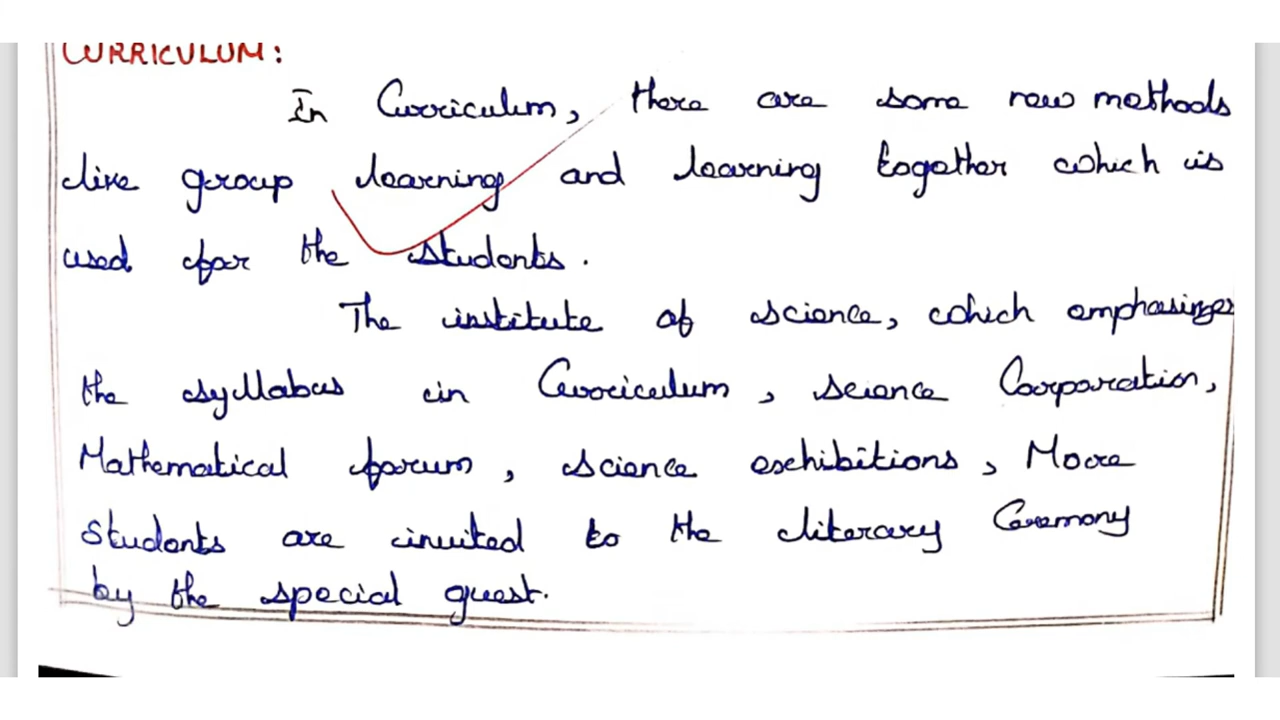 CURRICULUM:
In Curriculum, there are some new methods
like group learning and learning together which is
used for the students.
The institute of science, which emphasizes
the syllabus in Curriculum, science Corporation,
Mathematical forum, science exhibitions, More
students are invited to the literary Ceremony
by the special guest.